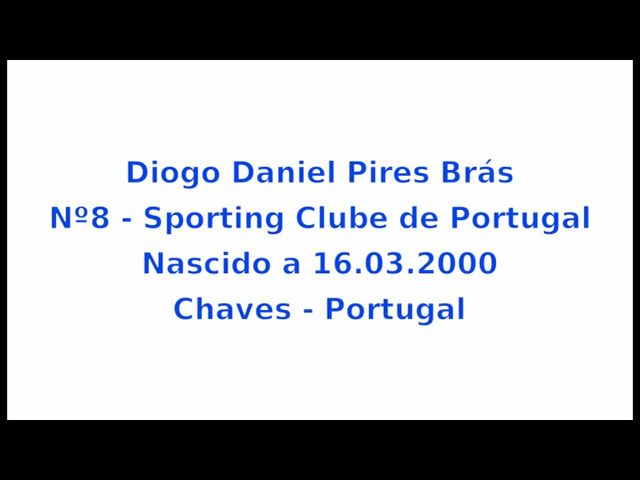 Diogo Daniel Pires Brás
Nº8 - Sporting Clube de Portugal
Nascido a 16.03.2000
Chaves - Portugal